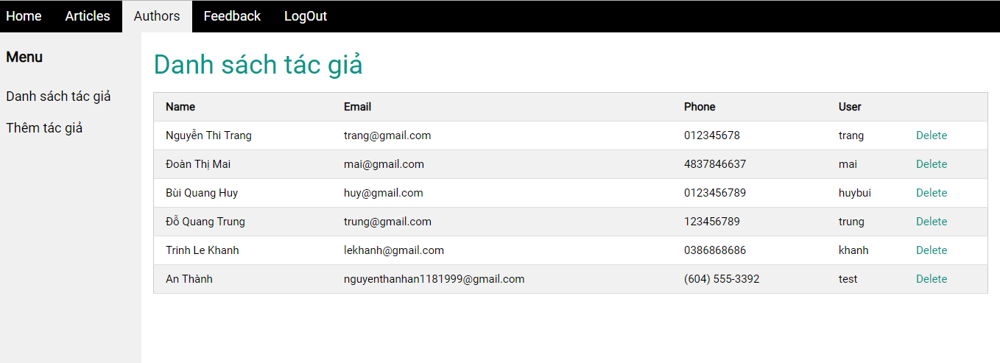 Home Articles Authors Feedback LogOut
Menu
Danh sách tác giả
Thêm tác giả
Danh sách tác giả
Name Email Phone User
Nguyễn Thi Trang trang@gmail.com 012345678 trang Delete
Đoàn Thị Mai mai@gmail.com 4837846637 mai Delete
Bùi Quang Huy huy@gmail.com 0123456789 huybui Delete
Đỗ Quang Trung trung@gmail.com 123456789 trung Delete
Trinh Le Khanh lekhanh@gmail.com 0386868686 khanh Delete
An Thành nguyenthanhan1181999@gmail.com (604) 555-3392 test Delete